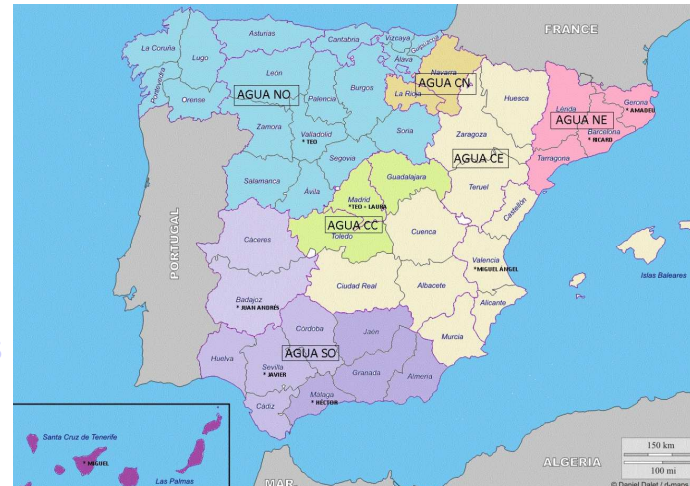 FRANCE
La Coruña
Lugo
Asturias
Cantabria
Vizcaya
Guipuzcoa
Álava
Navarra
Pontevedra
Orense
León
AGUA NO
Palencia
Burgos
La Rioja
AGUA CN
Huesca
Lérida
Gerona
* AMADEU
AGUA NE
Barcelona
* RICARD
Tarragona
Zamora
Valladolid
* TEO
Soria
Zaragoza
AGUA CE
Segovia
Salamanca
Ávila
Guadalajara
Madrid
*TEO - LAURA
Teruel
Castellón
AGUA CC
Toledo
Cuenca
PORTUGAL
Cáceres
Valencia
*MIGUEL ÁNGEL
Islas Baleares
Ciudad Real
Albacete
Alicante
Badajoz
* JUAN ANDRÉS
Murcia
Córdoba
Jaén
AGUA SO
Huelva
Sevilla
* JAVIER
Granada
Almería
Málaga
* HÉCTOR
Cádiz
Santa Cruz de Tenerife
* MIGUEL
Las Palmas
MAR.
ALGERIA
150 km
100 mi
© Daniel Dalet / d-maps